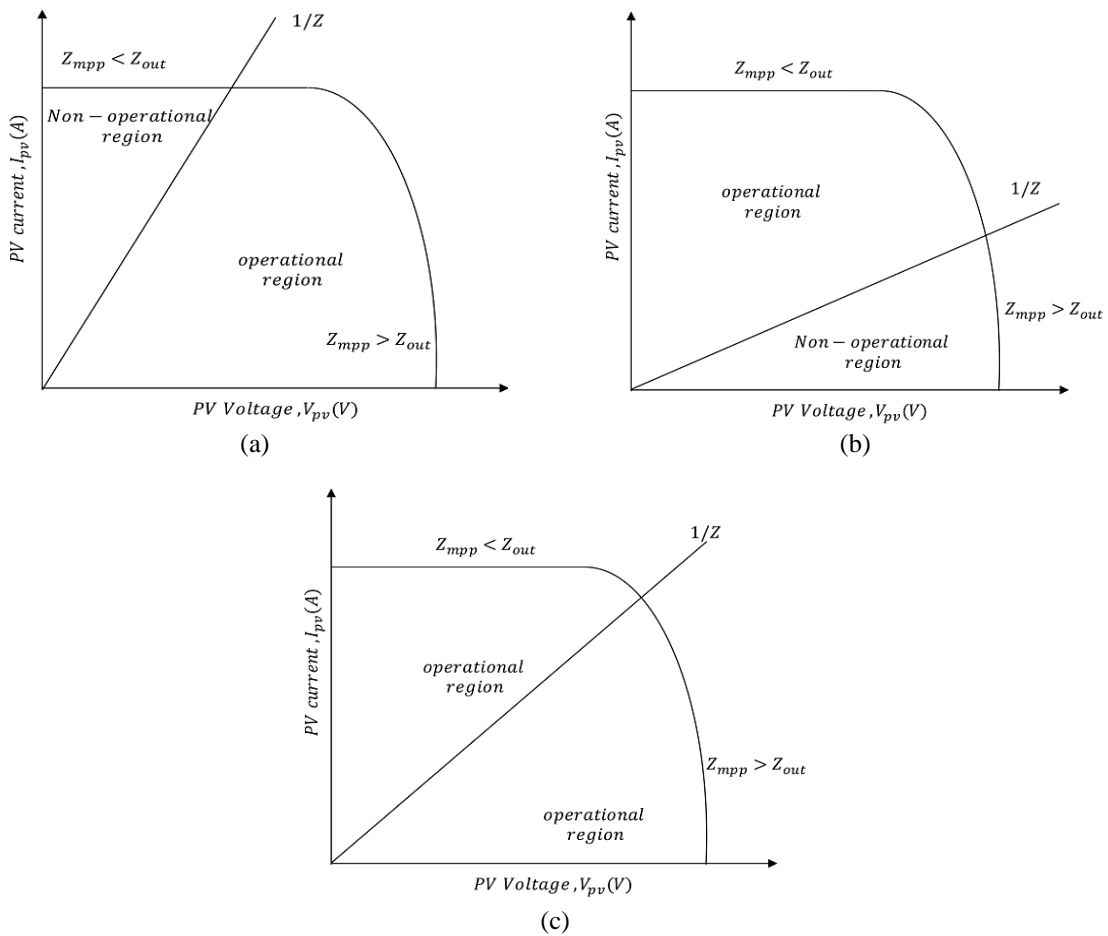 1/Z
Z_mpp < Z_out
Non − operational
region
PV current ,I_pv(A)
operational
region
Z_mpp > Z_out
PV Voltage ,V_pv(V)
(a)
Z_mpp < Z_out
PV current ,I_pv(A)
operational
region
1/Z
Z_mpp > Z_out
Non − operational
region
PV Voltage ,V_pv(V)
(b)
1/Z
Z_mpp < Z_out
PV current ,I_pv(A)
operational
region
Z_mpp > Z_out
operational
region
PV Voltage ,V_pv(V)
(c)